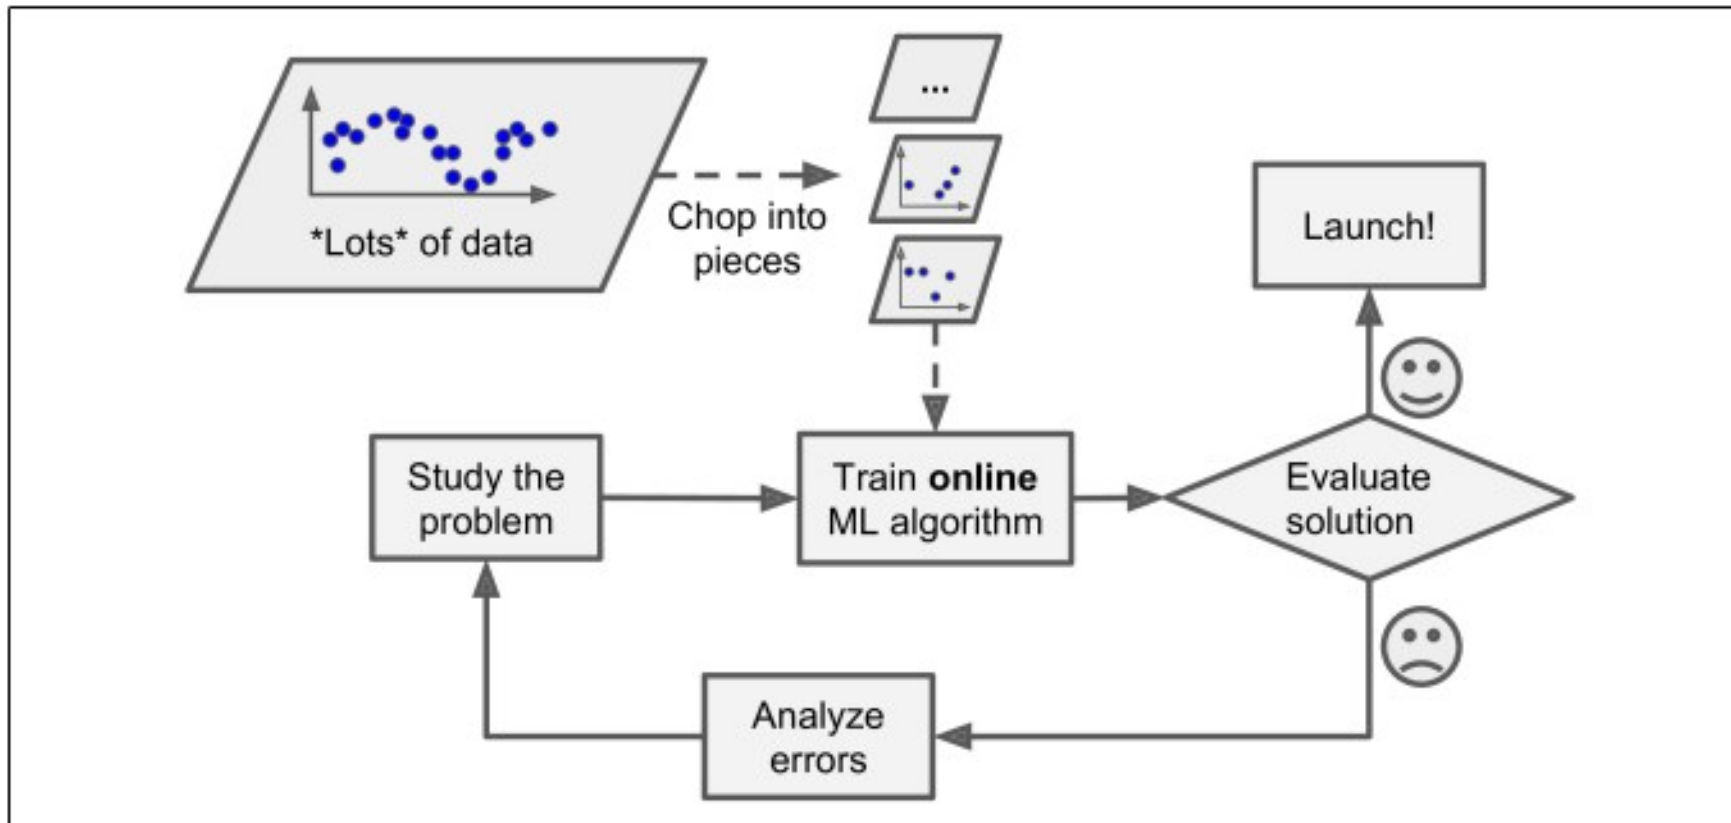 ...
*Lots* of data
Chop into
pieces
Launch!
Study the
problem
Train online
ML algorithm
Evaluate
solution
Analyze
errors